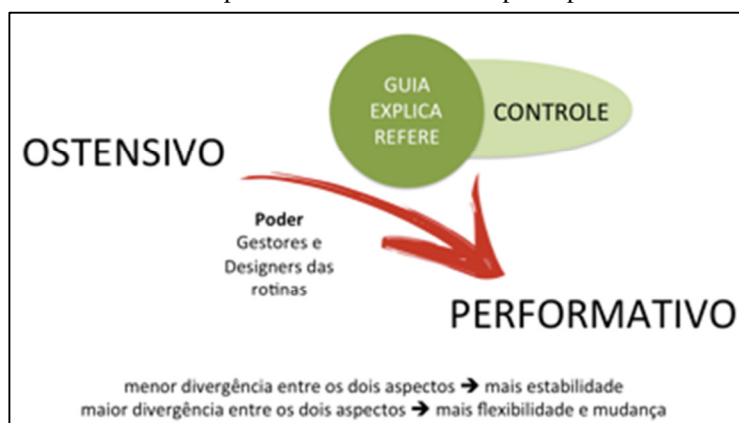 GUIA
EXPLICA
REFERE
CONTROLE
OSTENSIVO
Poder
Gestores e
Designers das
rotinas
PERFORMATIVO
menor divergência entre os dois aspectos ➔ mais estabilidade
maior divergência entre os dois aspectos ➔ mais flexibilidade e mudança